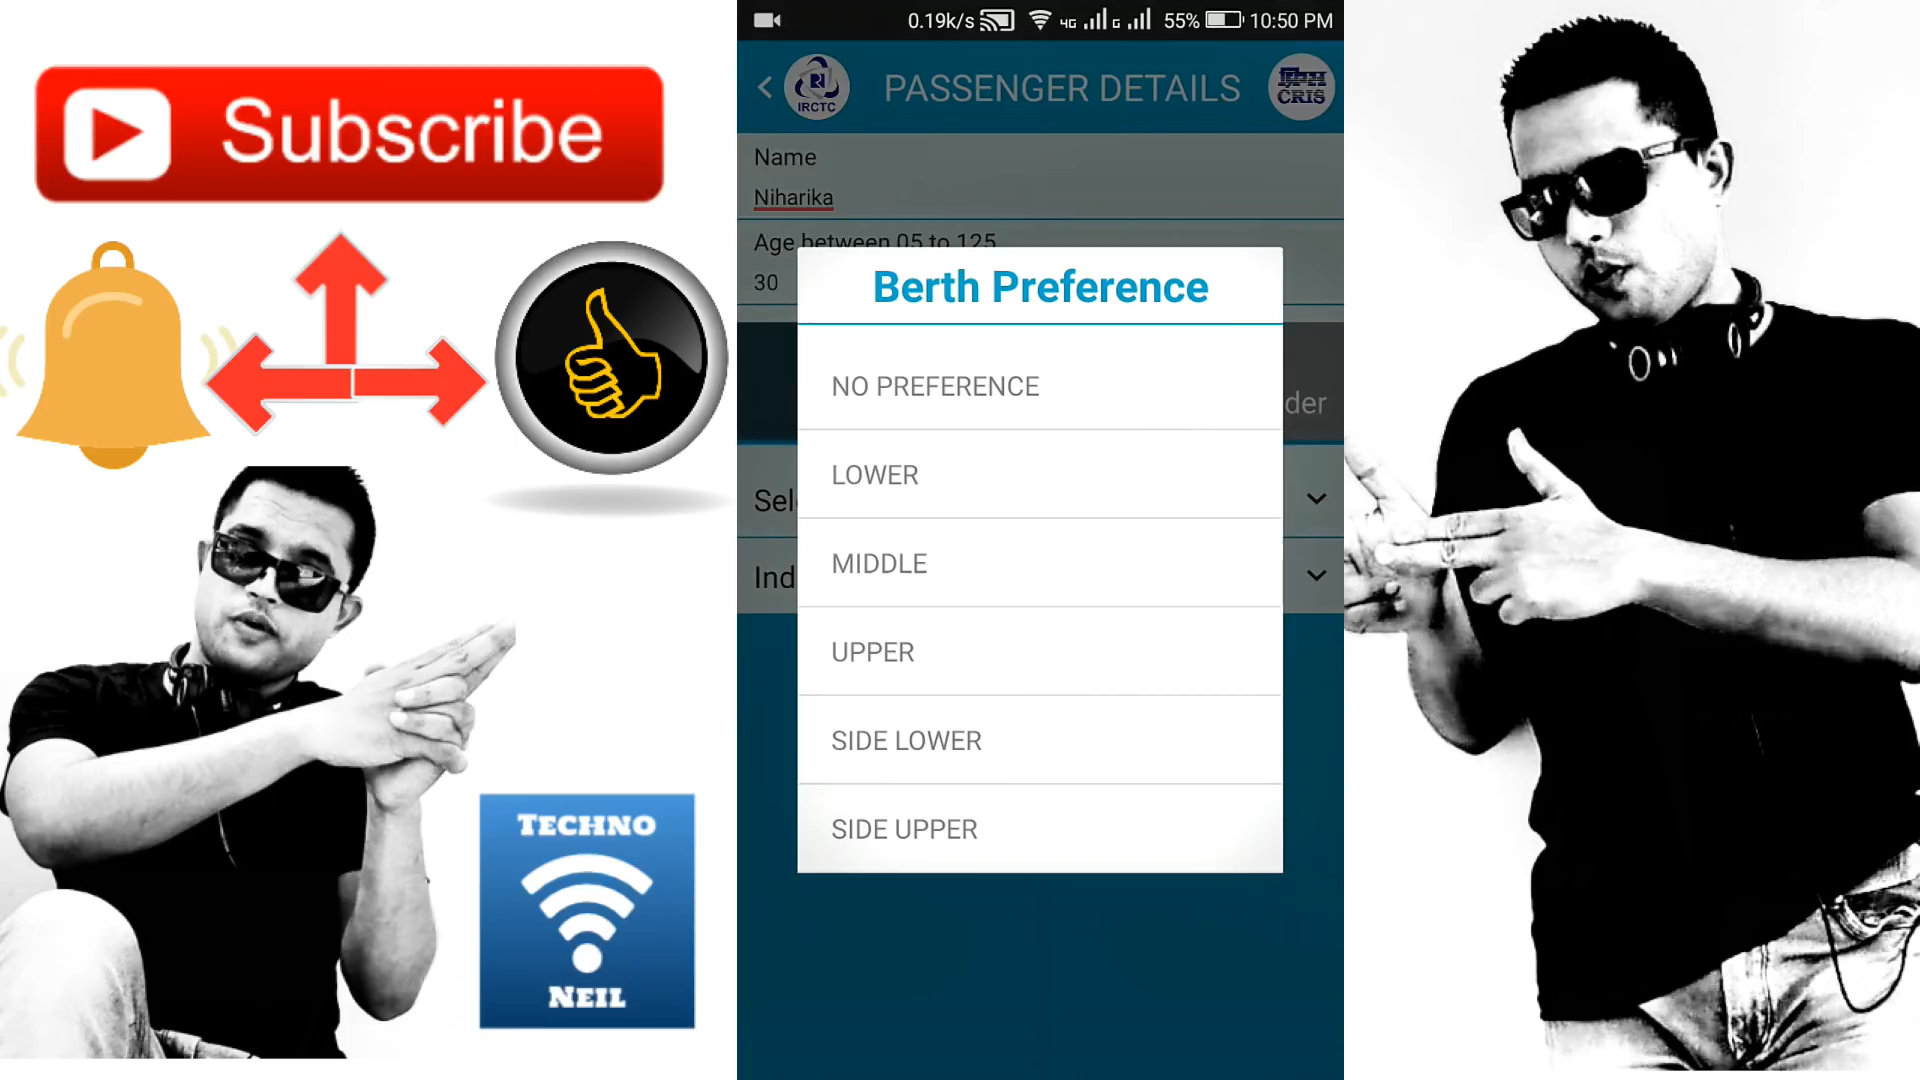 Subscribe
TECHNO
NEIL
0.19k/s 4G G 55% 10:50 PM
IRCTC
PASSENGER DETAILS
CRIS
Name
Niharika
Age between 05 to 125
30
der
Sel
Ind
Berth Preference
NO PREFERENCE
LOWER
MIDDLE
UPPER
SIDE LOWER
SIDE UPPER